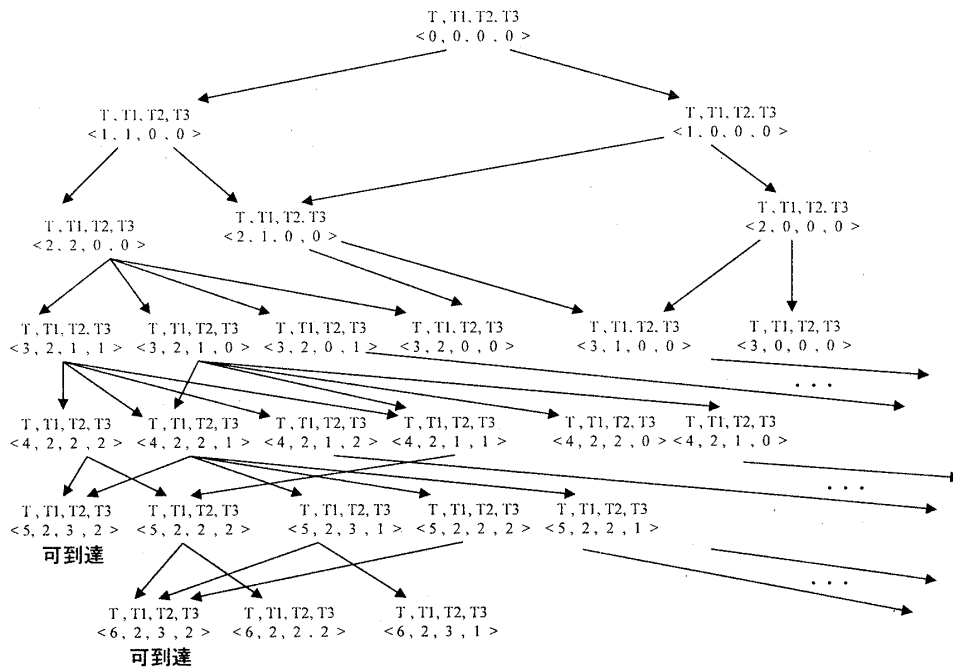 T , T1, T2, T3
< 0 , 0 , 0 , 0 >
T , T1, T2, T3
< 1 , 1 , 0 , 0 >
T , T1, T2, T3
< 1 , 0 , 0 , 0 >
T , T1, T2, T3
< 2 , 2 , 0 , 0 >
T , T1, T2, T3
< 2 , 1 , 0 , 0 >
T , T1, T2, T3
< 2 , 0 , 0 , 0 >
T , T1, T2, T3
< 3 , 2 , 1 , 1 >
T , T1, T2, T3
< 3 , 2 , 1 , 0 >
T , T1, T2, T3
< 3 , 2 , 0 , 1 >
T , T1, T2, T3
< 3 , 2 , 0 , 0 >
T , T1, T2, T3
< 3 , 1 , 0 , 0 >
T , T1, T2, T3
< 3 , 0 , 0 , 0 >
. . .
T , T1, T2, T3
< 4 , 2 , 2 , 2 >
T , T1, T2, T3
< 4 , 2 , 2 , 1 >
T , T1, T2, T3
< 4 , 2 , 1 , 2 >
T , T1, T2, T3
< 4 , 2 , 1 , 1 >
T , T1, T2, T3
< 4 , 2 , 2 , 0 >
T , T1, T2, T3
< 4 , 2 , 1 , 0 >
. . .
T , T1, T2, T3
< 5 , 2 , 3 , 2 >
可到達
T , T1, T2, T3
< 5 , 2 , 2 , 2 >
T , T1, T2, T3
< 5 , 2 , 3 , 1 >
T , T1, T2, T3
< 5 , 2 , 2 , 2 >
T , T1, T2, T3
< 5 , 2 , 2 , 1 >
. . .
T , T1, T2, T3
< 6 , 2 , 3 , 2 >
可到達
T , T1, T2, T3
< 6 , 2 , 2 . 2 >
T , T1, T2, T3
< 6 , 2 , 3 , 1 >